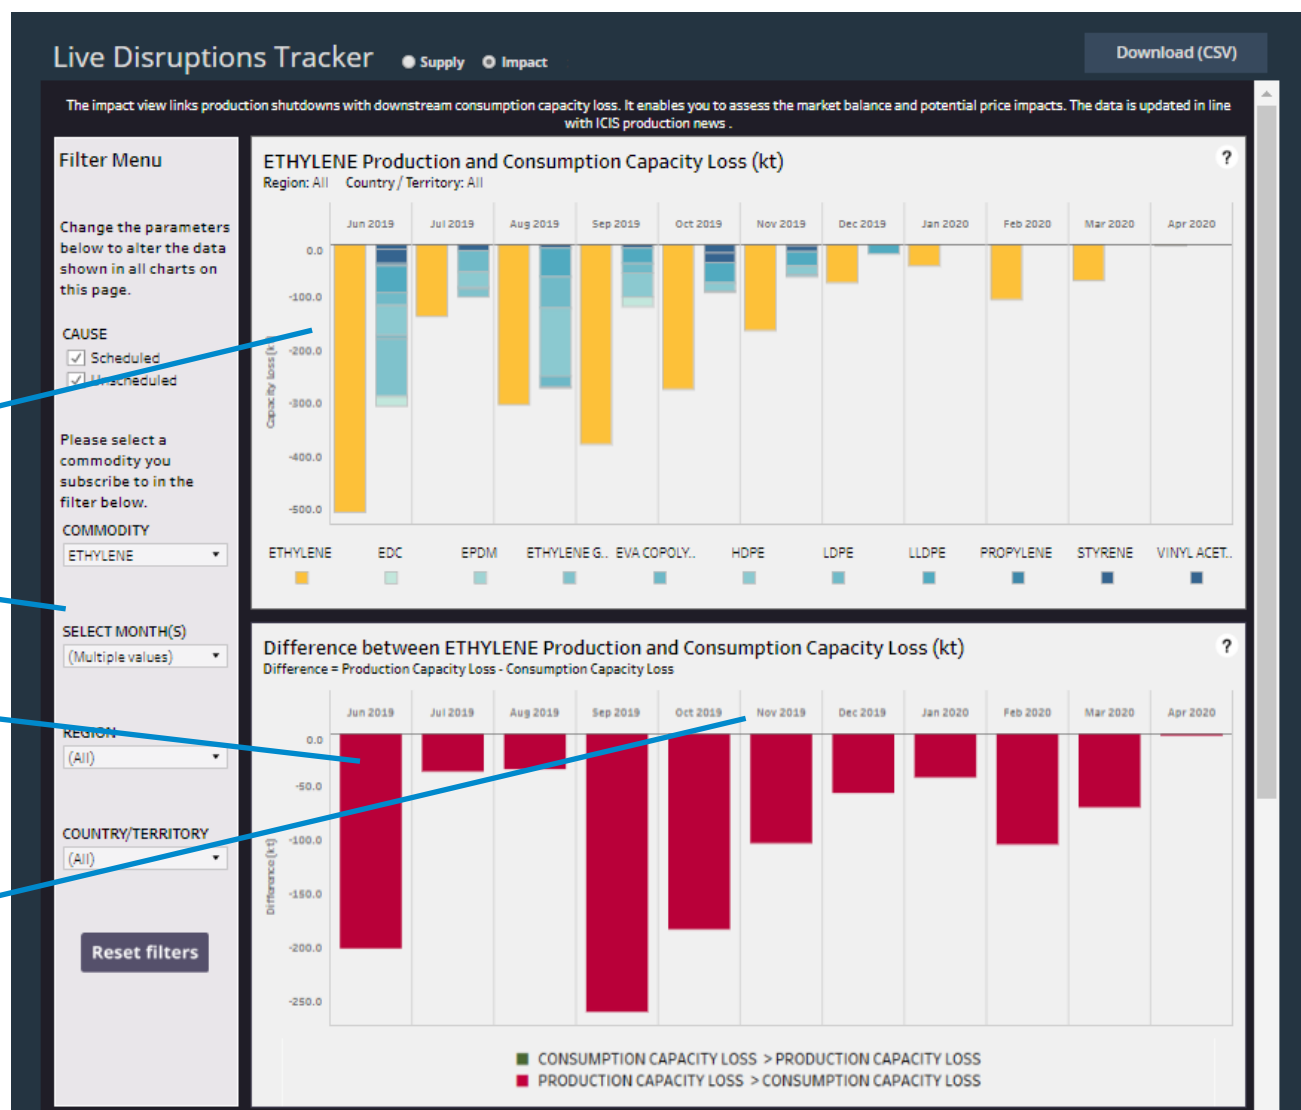 Live Disruptions Tracker
Supply
Impact
Download (CSV)
The impact view links production shutdowns with downstream consumption capacity loss. It enables you to assess the market balance and potential price impacts. The data is updated in line
with ICIS production news .
Filter Menu
Change the parameters
below to alter the data
shown in all charts on
this page.
CAUSE
Scheduled
Unscheduled
Please select a
commodity you
subscribe to in the
filter below.
COMMODITY
ETHYLENE
SELECT MONTH(S)
(Multiple values)
REGION
(All)
COUNTRY/TERRITORY
(All)
Reset filters
ETHYLENE Production and Consumption Capacity Loss (kt)
?
Region: All Country / Territory: All
Jun 2019 Jul 2019 Aug 2019 Sep 2019 Oct 2019 Nov 2019 Dec 2019 Jan 2020 Feb 2020 Mar 2020 Apr 2020
0.0
-100.0
-200.0
-300.0
-400.0
-500.0
Capacity Loss (kt)
ETHYLENE EDC EPDM ETHYLENE G.. EVA COPOLY.. HDPE LDPE LLDPE PROPYLENE STYRENE VINYL ACET..
Difference between ETHYLENE Production and Consumption Capacity Loss (kt)
?
Difference = Production Capacity Loss - Consumption Capacity Loss
Jun 2019 Jul 2019 Aug 2019 Sep 2019 Oct 2019 Nov 2019 Dec 2019 Jan 2020 Feb 2020 Mar 2020 Apr 2020
0.0
-50.0
-100.0
-150.0
-200.0
-250.0
Difference (kt)
CONSUMPTION CAPACITY LOSS > PRODUCTION CAPACITY LOSS
PRODUCTION CAPACITY LOSS > CONSUMPTION CAPACITY LOSS